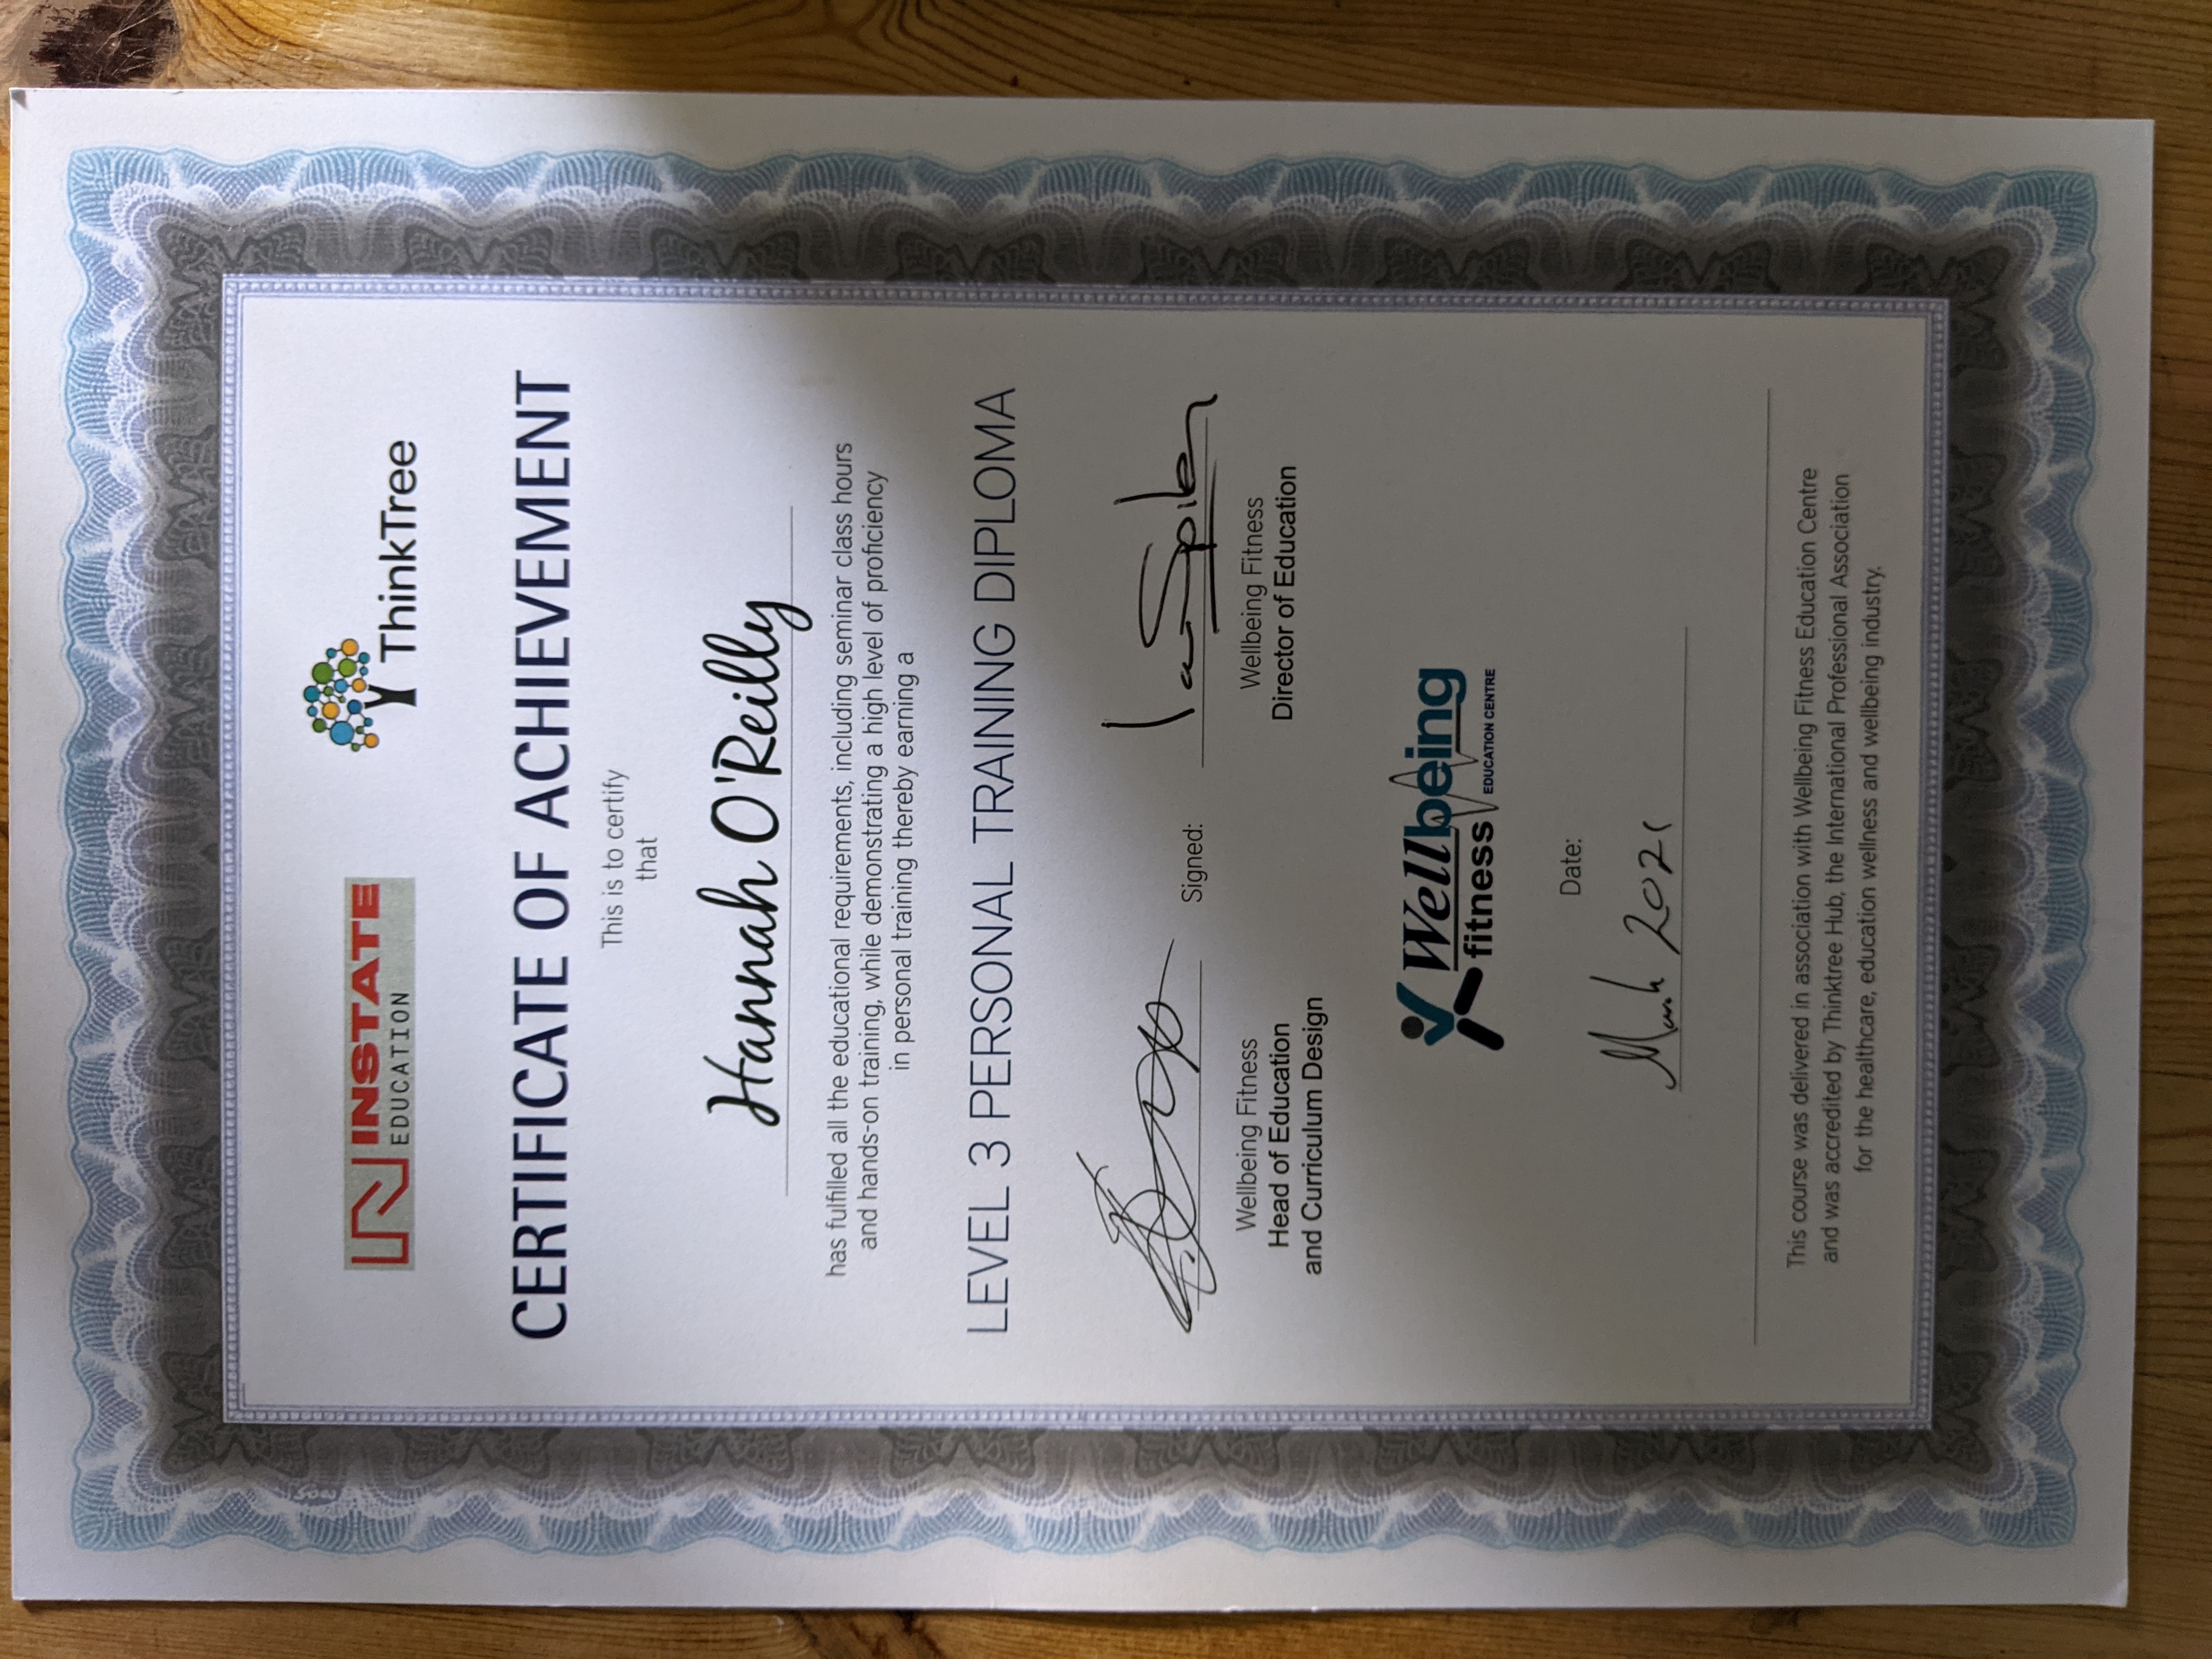 INSTATE
EDUCATION
ThinkTree
CERTIFICATE OF ACHIEVEMENT
This is to certify
that
Hannah O'Reilly
has fulfilled all the educational requirements, including seminar class hours
and hands-on training, while demonstrating a high level of proficiency
in personal training thereby earning a
LEVEL 3 PERSONAL TRAINING DIPLOMA
Signed:
Wellbeing Fitness
Head of Education
and Curriculum Design
Wellbeing Fitness
Director of Education
Wellbeing
fitness
EDUCATION CENTRE
Date:
March 2021
This course was delivered in association with Wellbeing Fitness Education Centre
and was accredited by Thinktree Hub, the International Professional Association
for the healthcare, education wellness and wellbeing industry.